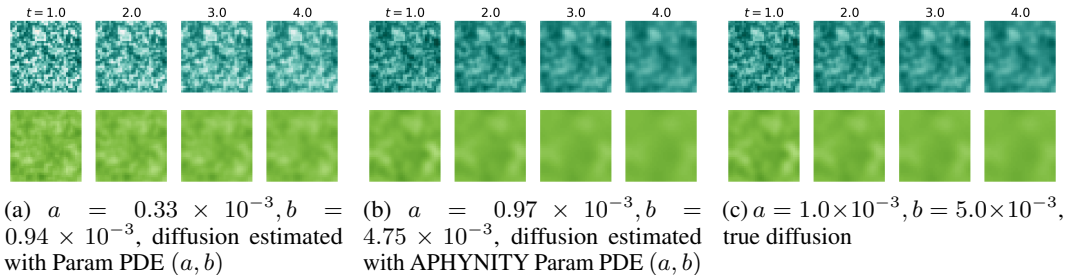 t = 1.0 2.0 3.0 4.0 t = 1.0 2.0 3.0 4.0 t = 1.0 2.0 3.0 4.0
(a) a = 0.33 × 10⁻³, b =
0.94 × 10⁻³, diffusion estimated
with Param PDE (a, b)
(b) a = 0.97 × 10⁻³, b =
4.75 × 10⁻³, diffusion estimated
with APHYNITY Param PDE (a, b)
(c) a = 1.0×10⁻³, b = 5.0×10⁻³,
true diffusion